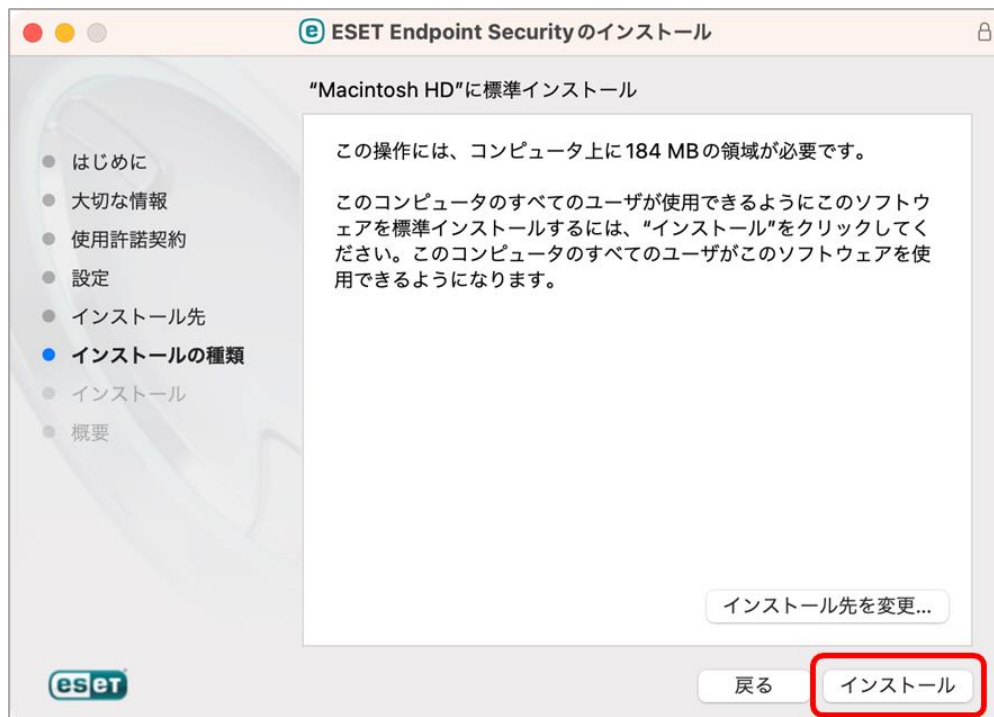 ESET Endpoint Securityのインストール
"Macintosh HD"に標準インストール
はじめに
大切な情報
使用許諾契約
設定
インストール先
インストールの種類
インストール
概要
この操作には、コンピュータ上に184 MBの領域が必要です。
このコンピュータのすべてのユーザが使用できるようにこのソフトウ
ェアを標準インストールするには、“インストール”をクリックしてく
ださい。このコンピュータのすべてのユーザがこのソフトウェアを使
用できるようになります。
インストール先を変更...
eset
戻る
インストール